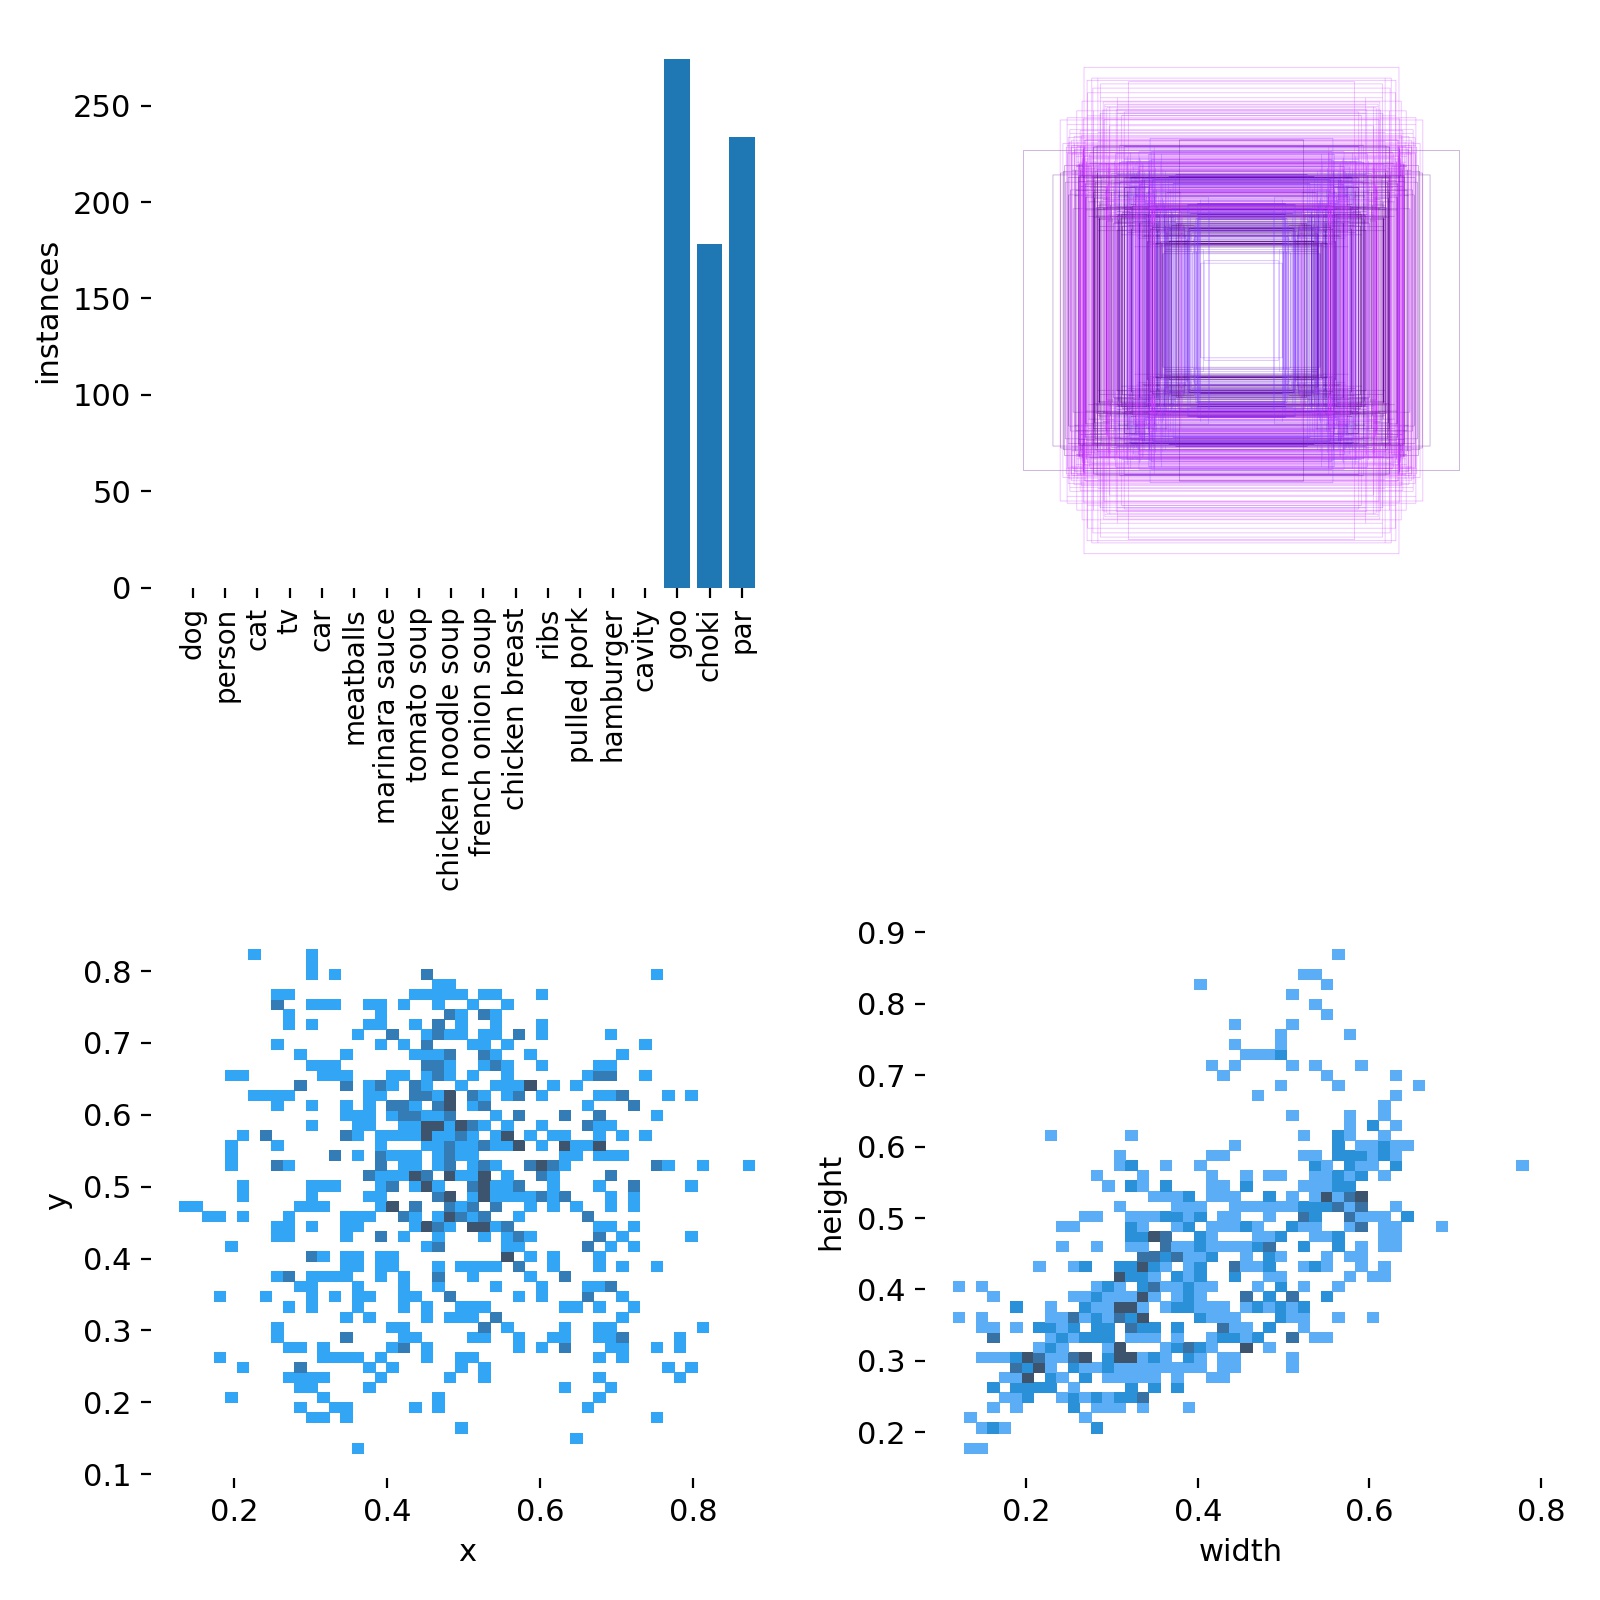 250
200
150
100
50
0
instances
dog
person
cat
tv
car
meatballs
marinara sauce
tomato soup
chicken noodle soup
french onion soup
chicken breast
ribs
pulled pork
hamburger
cavity
goo
choki
par
0.8
0.7
0.6
0.5
0.4
0.3
0.2
0.1
y
0.2 0.4 0.6 0.8
x
0.9
0.8
0.7
0.6
0.5
0.4
0.3
0.2
height
0.2 0.4 0.6 0.8
width